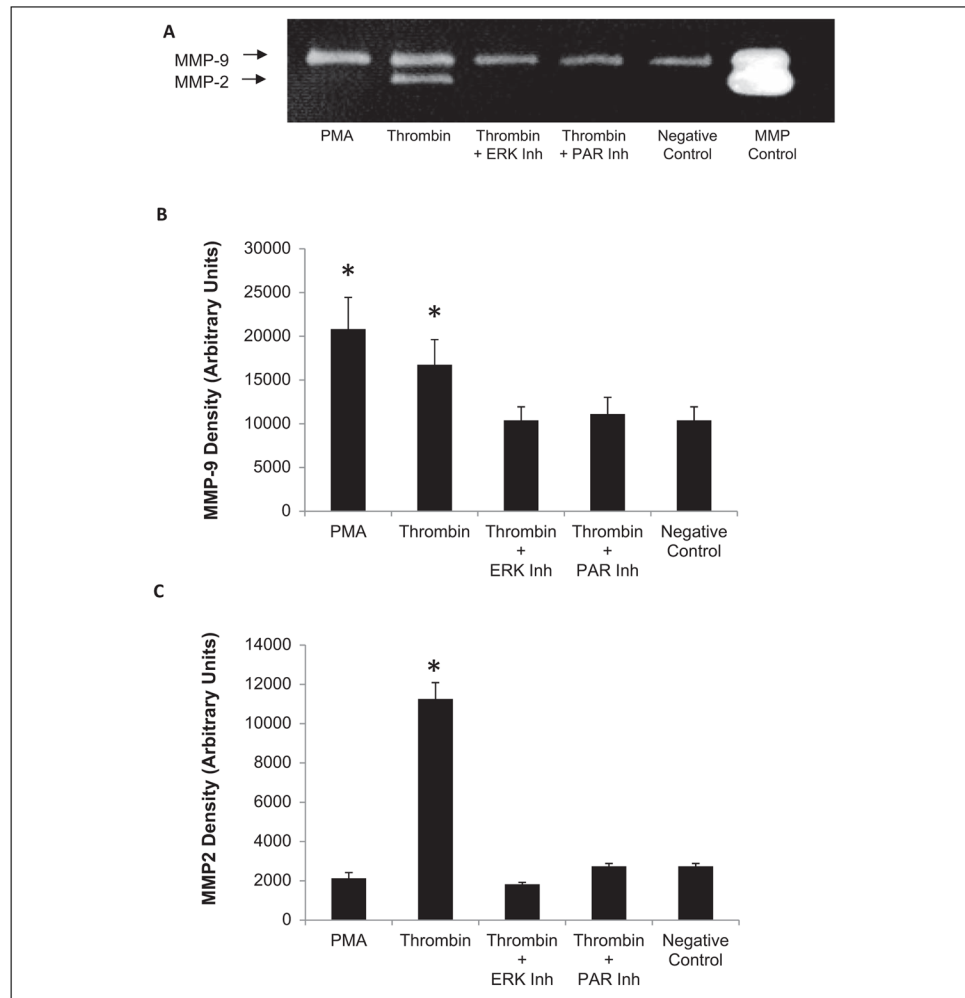 A
MMP-9
MMP-2
PMA Thrombin Thrombin Thrombin Negative MMP
+ ERK Inh + PAR Inh Control Control
B
MMP-9 Density (Arbitrary Units)
30000
*
25000
*
20000
15000
10000
5000
0
PMA Thrombin Thrombin Thrombin Negative
+ + Control
ERK Inh PAR Inh
C
MMP2 Density (Arbitrary Units)
14000
*
12000
10000
8000
6000
4000
2000
0
PMA Thrombin Thrombin Thrombin Negative
+ + Control
ERK Inh PAR Inh